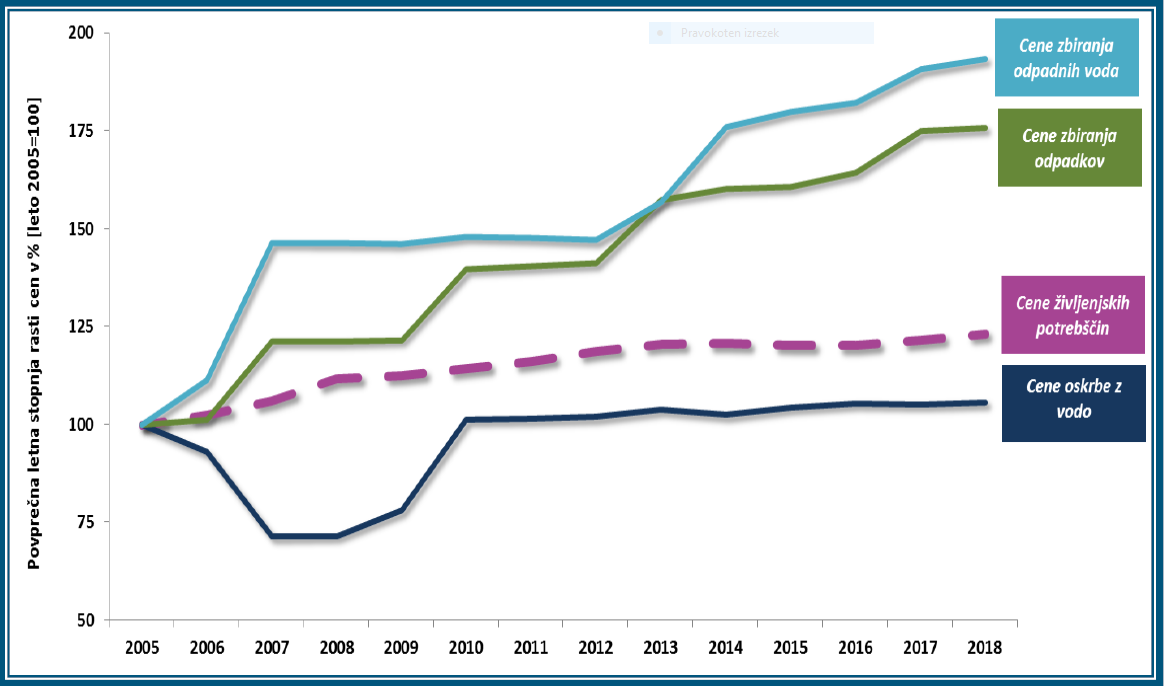 Povprečna letna stopnja rasti cen v % [leto 2005=100]
200
175
150
125
100
75
50
2005 2006 2007 2008 2009 2010 2011 2012 2013 2014 2015 2016 2017 2018
Pravokoten izrezek
Cene zbiranja
odpadnih voda
Cene zbiranja
odpadkov
Cene življenjskih
potrebščin
Cene oskrbe z
vodo